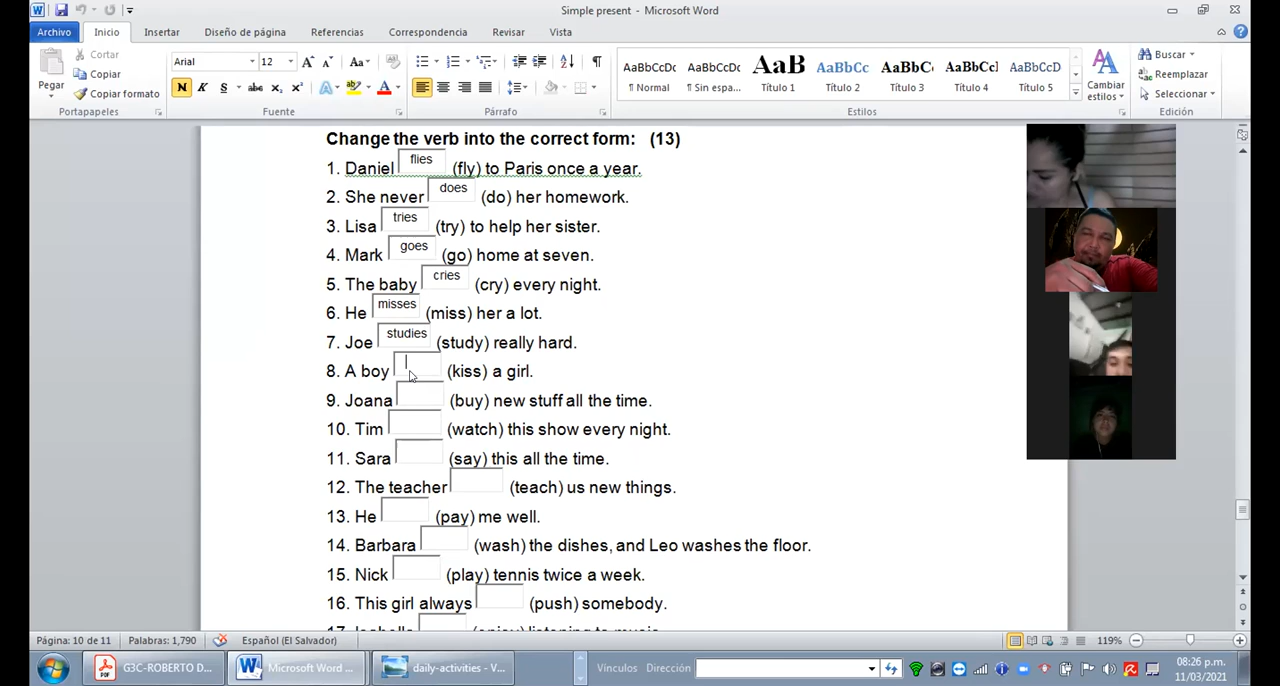 Simple present - Microsoft Word
Archivo Inicio Insertar Diseño de página Referencias Correspondencia Revisar Vista
Pegar
Cortar
Copiar
Copiar formato
Portapapeles
Arial 12
Fuente
Párrafo
AaBbCcDc AaBbCcDc AaB AaBbCc AaBbCc AaBbCcI AaBbCcDc
¶ Normal ¶ Sin espa... Título 1 Título 2 Título 3 Título 4 Título 5
Estilos
Cambiar estilos
Buscar
Reemplazar
Seleccionar
Edición
Change the verb into the correct form: (13)
1. Daniel flies (fly) to Paris once a year.
2. She never does (do) her homework.
3. Lisa tries (try) to help her sister.
4. Mark goes (go) home at seven.
5. The baby cries (cry) every night.
6. He misses (miss) her a lot.
7. Joe studies (study) really hard.
8. A boy (kiss) a girl.
9. Joana (buy) new stuff all the time.
10. Tim (watch) this show every night.
11. Sara (say) this all the time.
12. The teacher (teach) us new things.
13. He (pay) me well.
14. Barbara (wash) the dishes, and Leo washes the floor.
15. Nick (play) tennis twice a week.
16. This girl always (push) somebody.
Página: 10 de 11 Palabras: 1,790 Español (El Salvador) 119%
G3C-ROBERTO D... Microsoft Word ... daily-activities - V... Vínculos Dirección
08:26 p.m.
11/03/2021